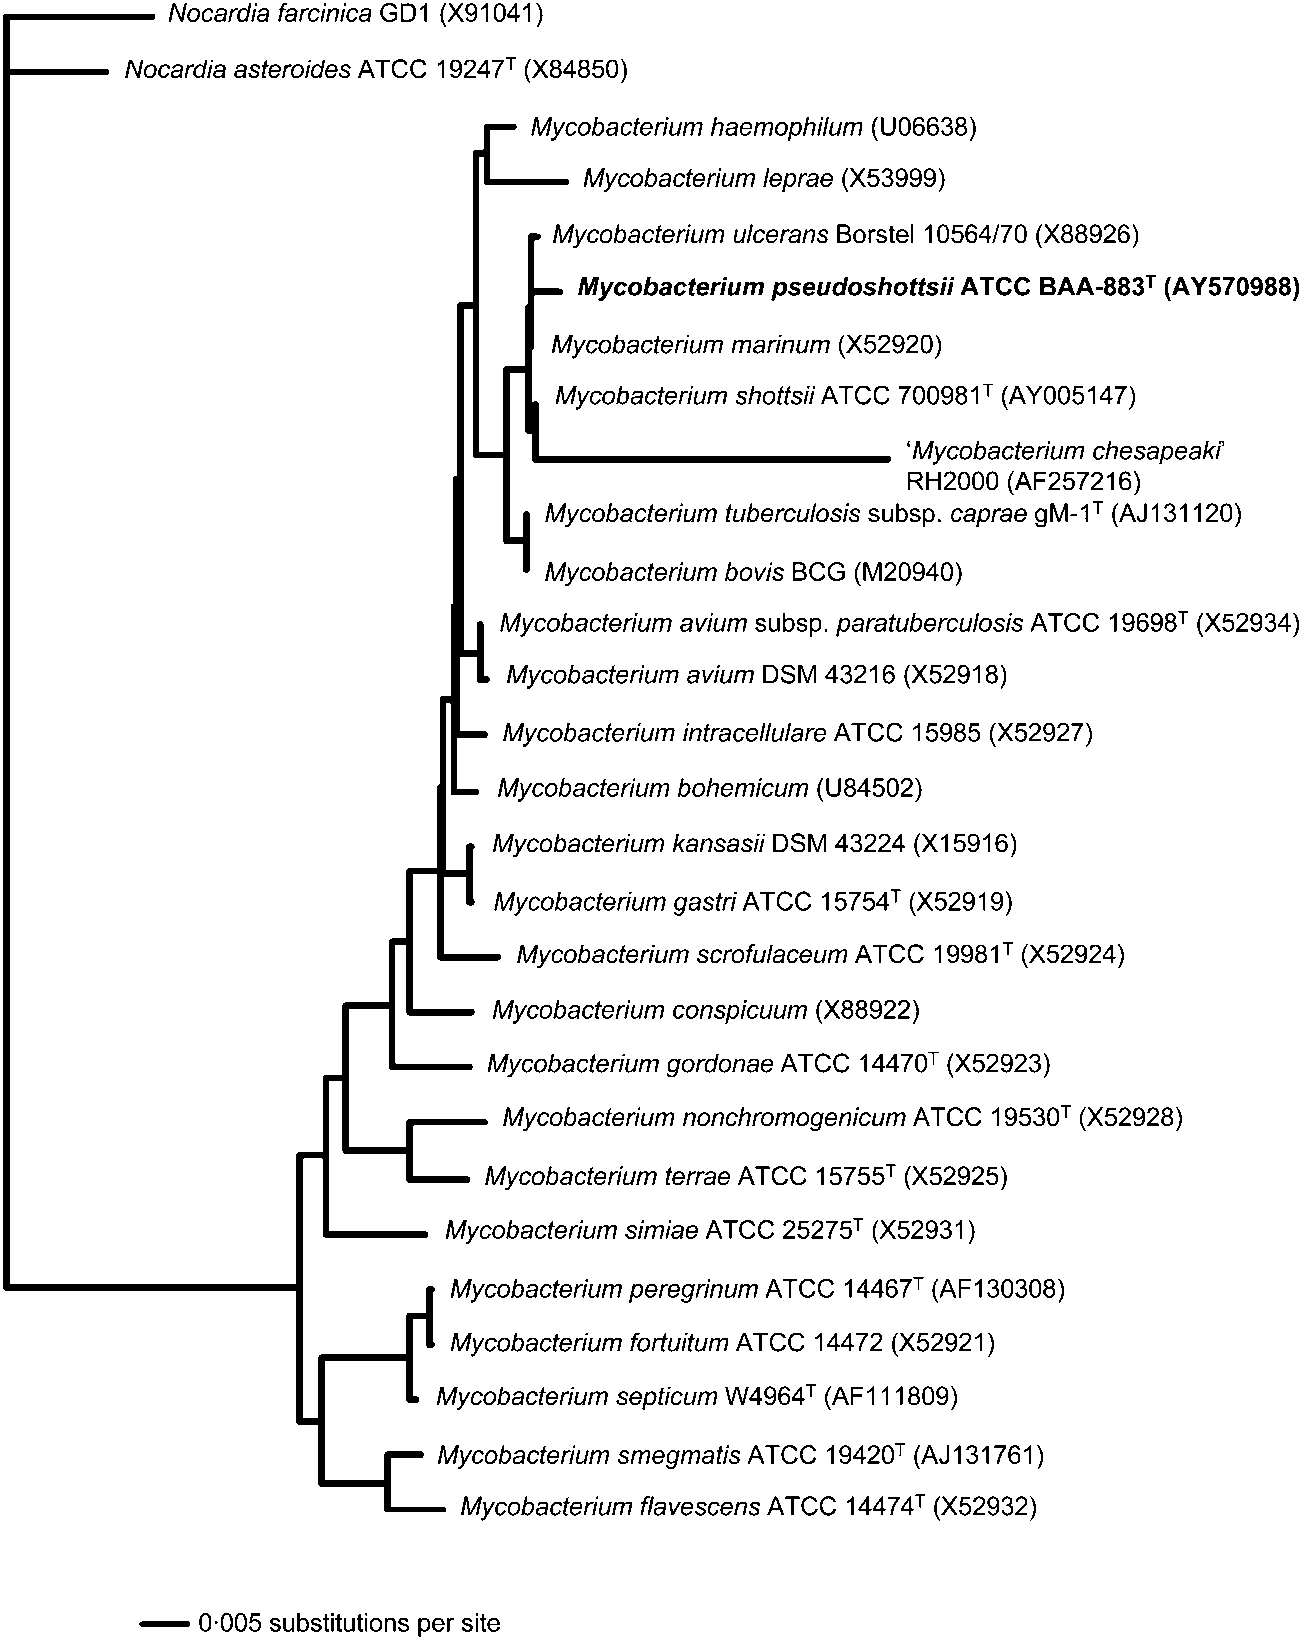 Nocardia farcinica GD1 (X91041)
Nocardia asteroides ATCC 19247ᵀ (X84850)
Mycobacterium haemophilum (U06638)
Mycobacterium leprae (X53999)
Mycobacterium ulcerans Borstel 10564/70 (X88926)
Mycobacterium pseudoshottsii ATCC BAA-883ᵀ (AY570988)
Mycobacterium marinum (X52920)
Mycobacterium shottsii ATCC 700981ᵀ (AY005147)
‘Mycobacterium chesapeaki’
RH2000 (AF257216)
Mycobacterium tuberculosis subsp. caprae gM-1ᵀ (AJ131120)
Mycobacterium bovis BCG (M20940)
Mycobacterium avium subsp. paratuberculosis ATCC 19698ᵀ (X52934)
Mycobacterium avium DSM 43216 (X52918)
Mycobacterium intracellulare ATCC 15985 (X52927)
Mycobacterium bohemicum (U84502)
Mycobacterium kansasii DSM 43224 (X15916)
Mycobacterium gastri ATCC 15754ᵀ (X52919)
Mycobacterium scrofulaceum ATCC 19981ᵀ (X52924)
Mycobacterium conspicuum (X88922)
Mycobacterium gordonae ATCC 14470ᵀ (X52923)
Mycobacterium nonchromogenicum ATCC 19530ᵀ (X52928)
Mycobacterium terrae ATCC 15755ᵀ (X52925)
Mycobacterium simiae ATCC 25275ᵀ (X52931)
Mycobacterium peregrinum ATCC 14467ᵀ (AF130308)
Mycobacterium fortuitum ATCC 14472 (X52921)
Mycobacterium septicum W4964ᵀ (AF111809)
Mycobacterium smegmatis ATCC 19420ᵀ (AJ131761)
Mycobacterium flavescens ATCC 14474ᵀ (X52932)
0·005 substitutions per site